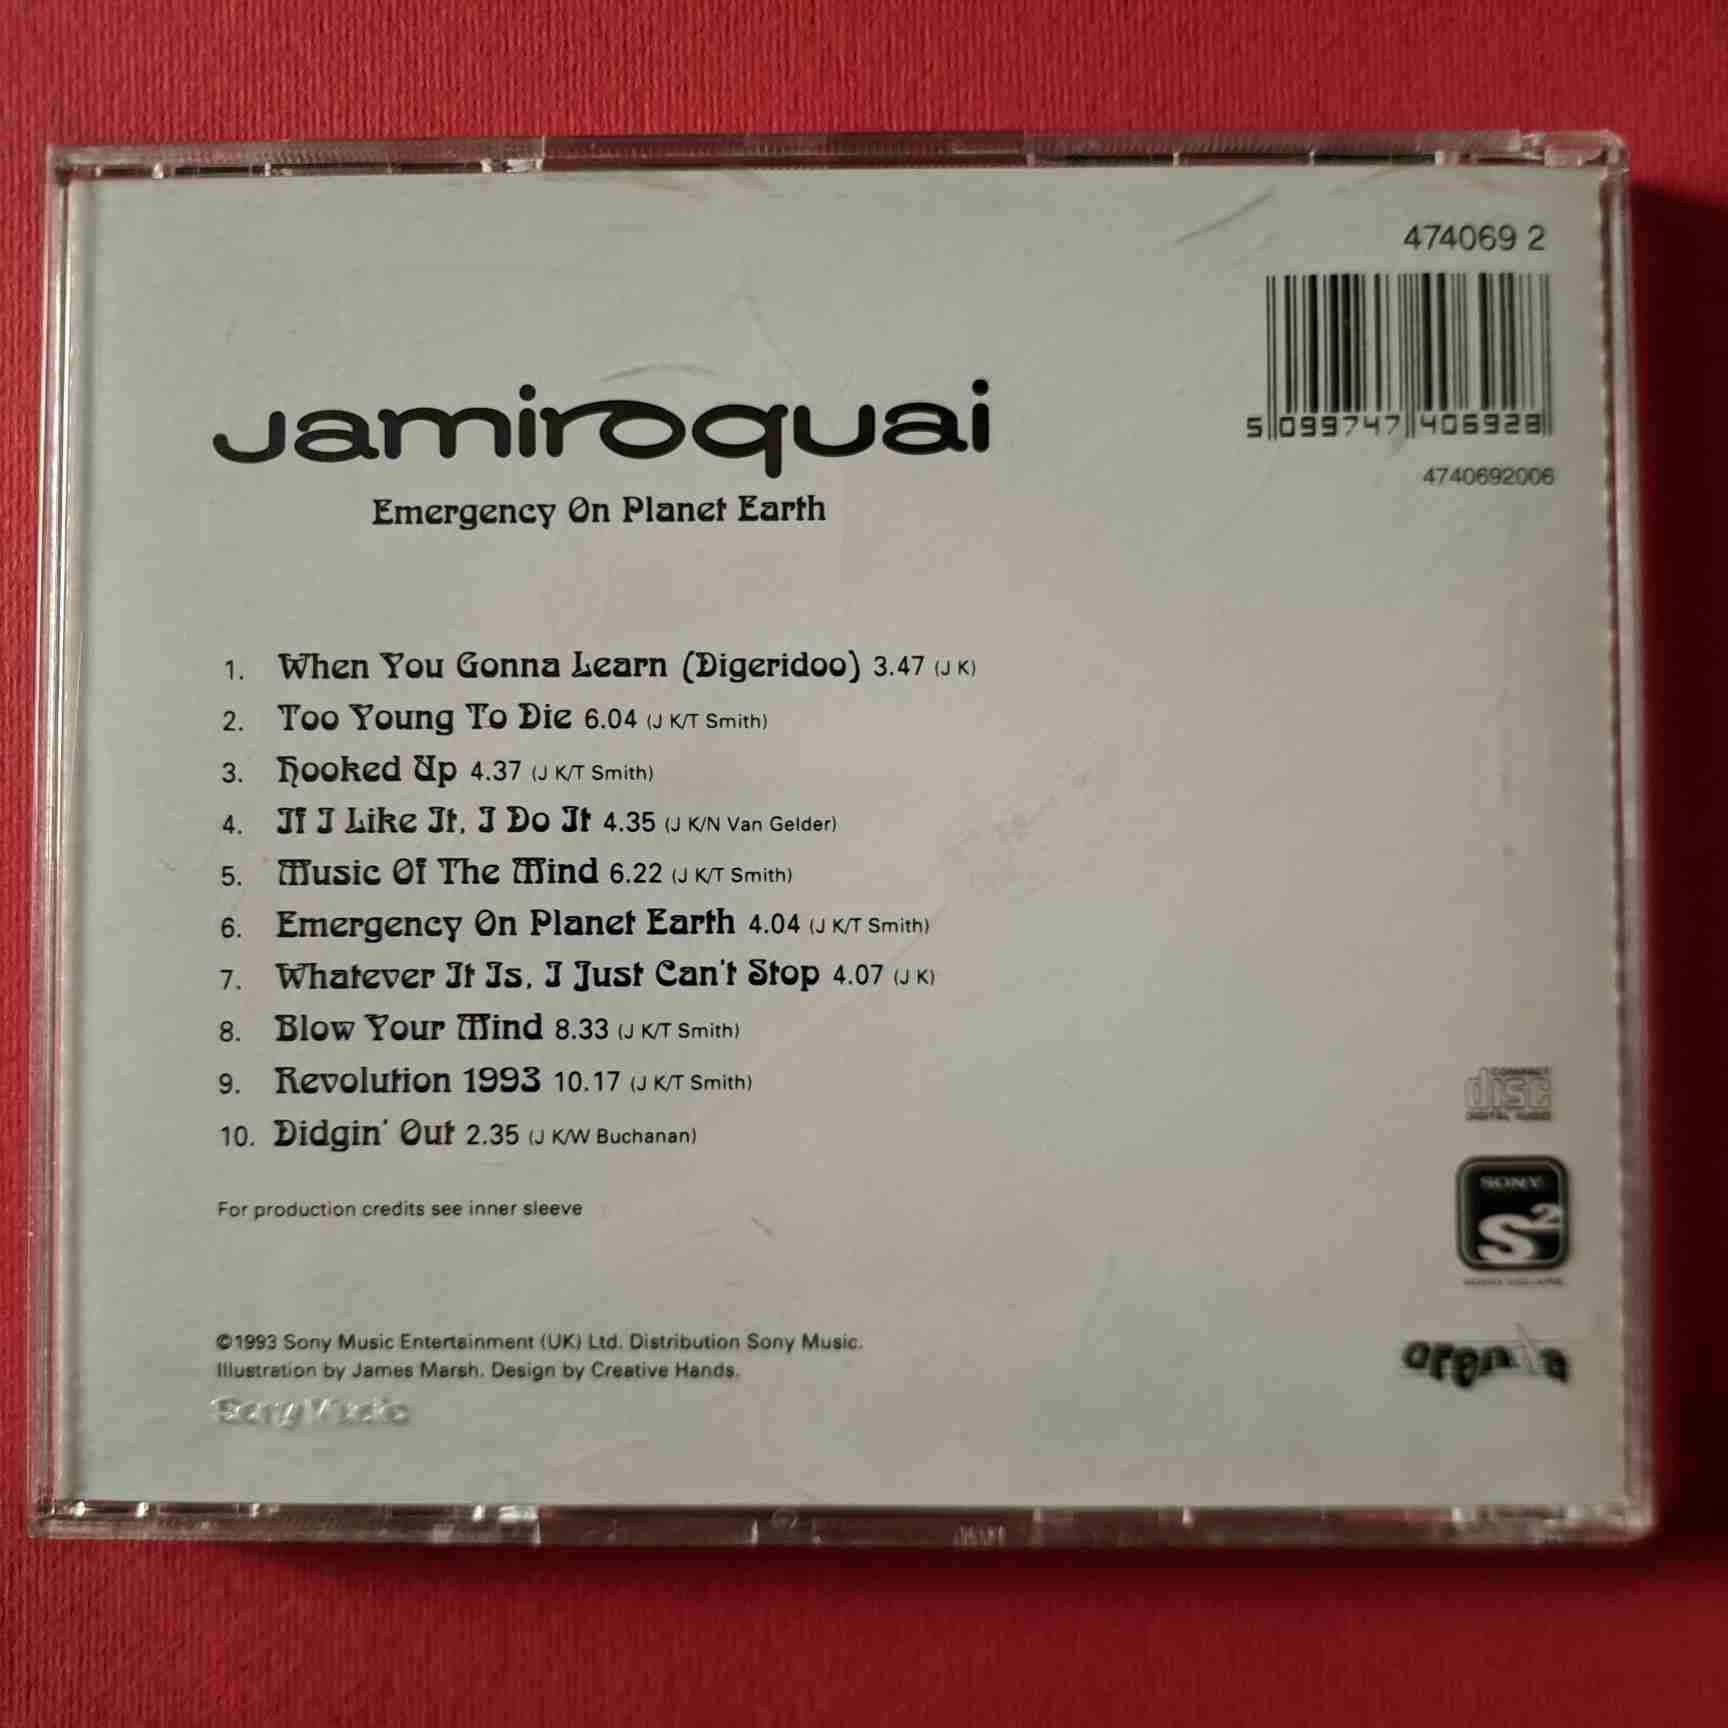 474069 2
5 099747 406928
4740692006
Jamiroquai
Emergency On Planet Earth
1. When You Gonna Learn (Digeridoo) 3.47 (J K)
2. Too Young To Die 6.04 (J K/T Smith)
3. Hooked Up 4.37 (J K/T Smith)
4. If I Like It, I Do It 4.35 (J K/N Van Gelder)
5. Music Of The Mind 6.22 (J K/T Smith)
6. Emergency On Planet Earth 4.04 (J K/T Smith)
7. Whatever It Is, I Just Can't Stop 4.07 (J K)
8. Blow Your Mind 8.33 (J K/T Smith)
9. Revolution 1993 10.17 (J K/T Smith)
10. Didgin' Out 2.35 (J K/W Buchanan)
For production credits see inner sleeve
COMPACT
disc
DIGITAL AUDIO
SONY
S2
©1993 Sony Music Entertainment (UK) Ltd. Distribution Sony Music.
Illustration by James Marsh. Design by Creative Hands.
Sony Music